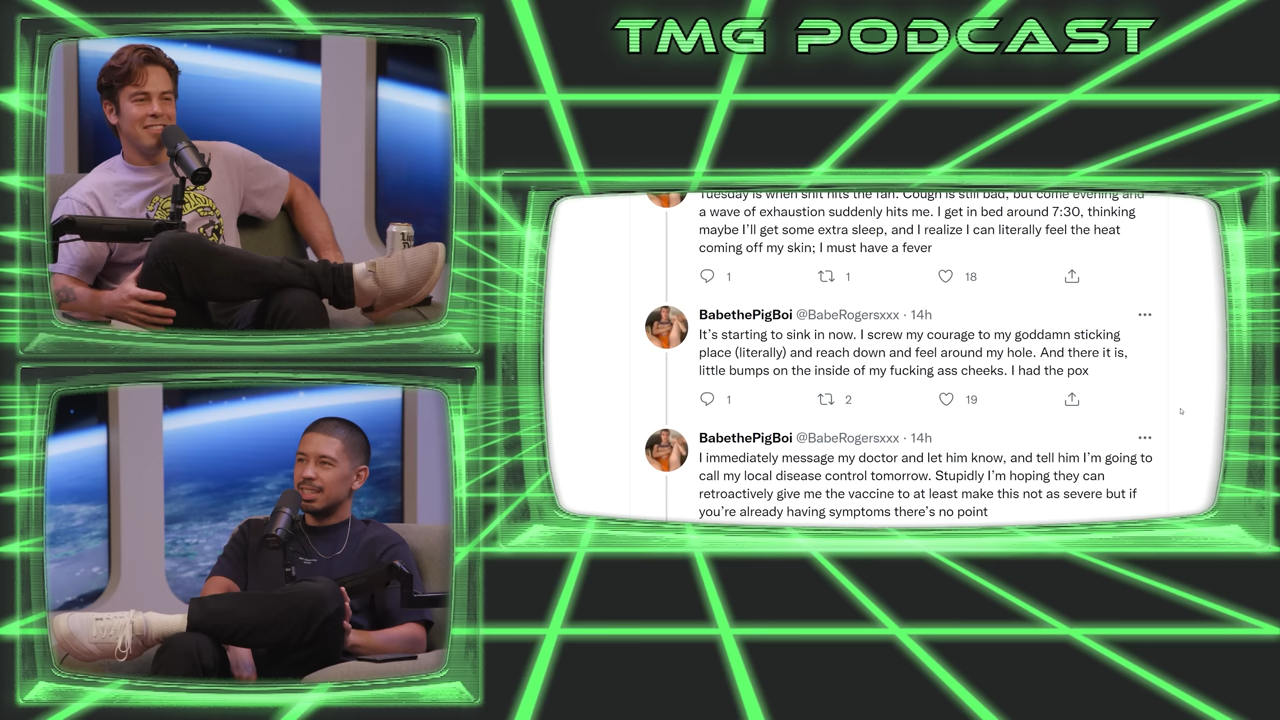 TMG PODCAST
Tuesday is when shit hits the fan. Cough is still bad, but come evening and
a wave of exhaustion suddenly hits me. I get in bed around 7:30, thinking
maybe I'll get some extra sleep, and I realize I can literally feel the heat
coming off my skin; I must have a fever
1 1 18
BabethePigBoi @BabeRogersxxx · 14h
It's starting to sink in now. I screw my courage to my goddamn sticking
place (literally) and reach down and feel around my hole. And there it is,
little bumps on the inside of my fucking ass cheeks. I had the pox
1 2 19
BabethePigBoi @BabeRogersxxx · 14h
I immediately message my doctor and let him know, and tell him I'm going to
call my local disease control tomorrow. Stupidly I'm hoping they can
retroactively give me the vaccine to at least make this not as severe but if
you're already having symptoms there's no point